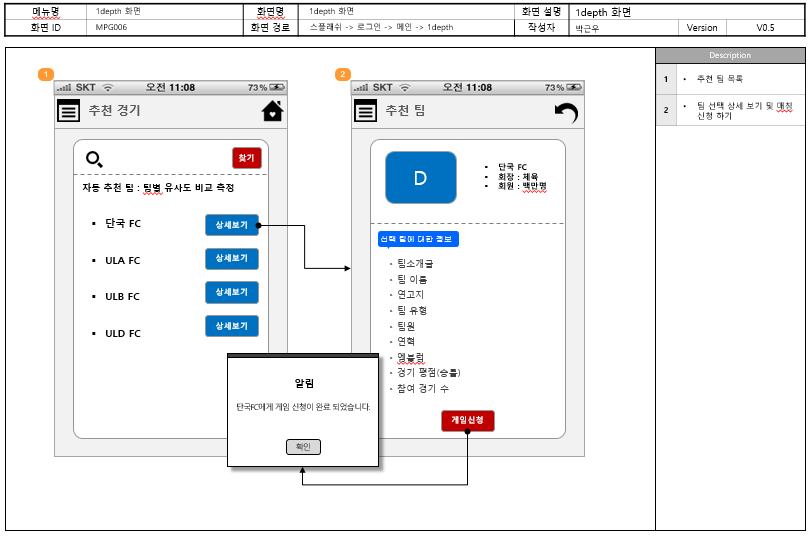 메뉴명 1depth 화면 화면명 1depth 화면 화면 설명 1depth 화면
화면 ID MPG006 화면 경로 스플래쉬 -> 로그인 -> 메인 -> 1depth 작성자 박근우 Version V0.5
Description
1 • 추천 팀 목록
2 • 팀 선택 상세 보기 및 매칭
신청 하기
1
SKT 오전 11:08 73%
추천 경기
찾기
자동 추천 팀 : 팀별 유사도 비교 측정
▪ 단국 FC 상세보기
▪ ULA FC 상세보기
▪ ULB FC 상세보기
▪ ULD FC 상세보기
알림
단국FC에게 게임 신청이 완료 되었습니다.
확인
2
SKT 오전 11:08 73%
추천 팀
D
▪ 단국 FC
▪ 회장 : 체육
▪ 회원 : 백만명
선택 팀에 대한 정보
• 팀소개글
• 팀 이름
• 연고지
• 팀 유형
• 팀원
• 연혁
• 엠블럼
• 경기 평점(승률)
• 참여 경기 수
게임신청